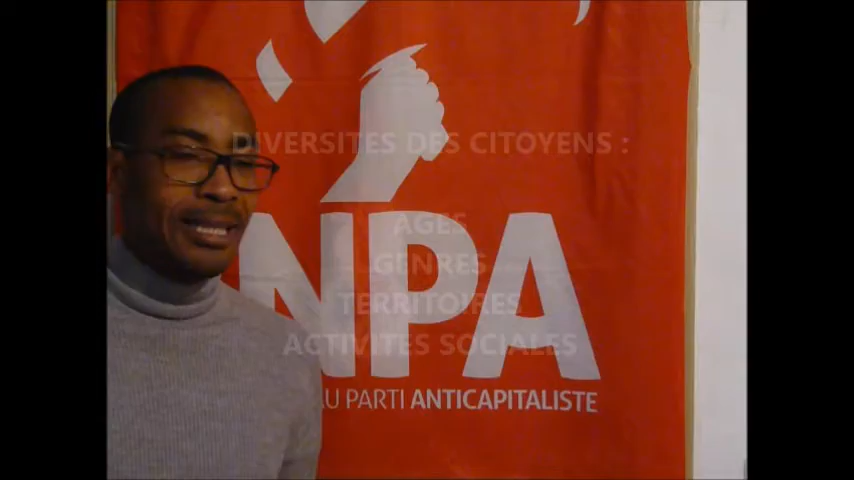 DIVERSITES DES CITOYENS :
AGES
GENRES
TERRITOIRES
ACTIVITES SOCIALES
NPA
U PARTI ANTICAPITALISTE